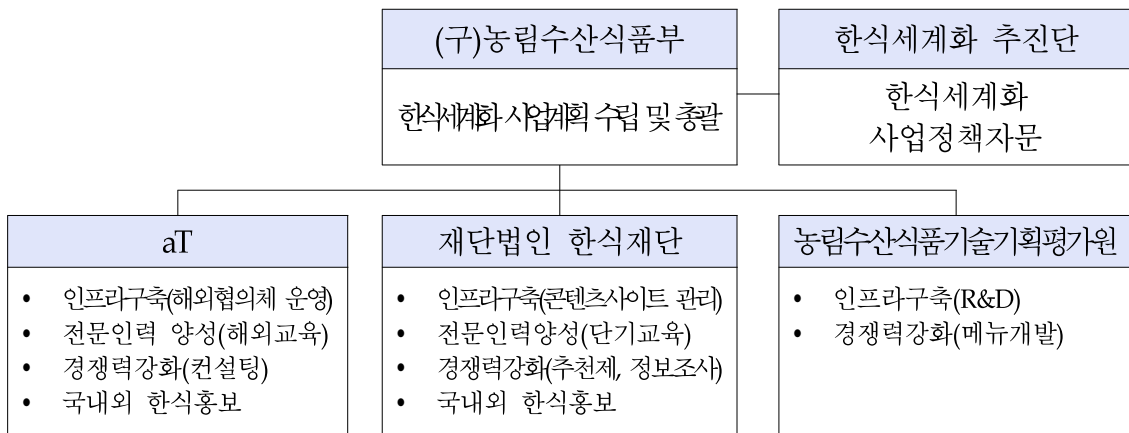 (구)농림수산식품부
한식세계화 사업계획 수립 및 총괄
한식세계화 추진단
한식세계화
사업정책자문
aT
• 인프라구축(해외협의체 운영)
• 전문인력 양성(해외교육)
• 경쟁력강화(컨설팅)
• 국내외 한식홍보
재단법인 한식재단
• 인프라구축(콘텐츠사이트 관리)
• 전문인력양성(단기교육)
• 경쟁력강화(추천제, 정보조사)
• 국내외 한식홍보
농림수산식품기술기획평가원
• 인프라구축(R&D)
• 경쟁력강화(메뉴개발)